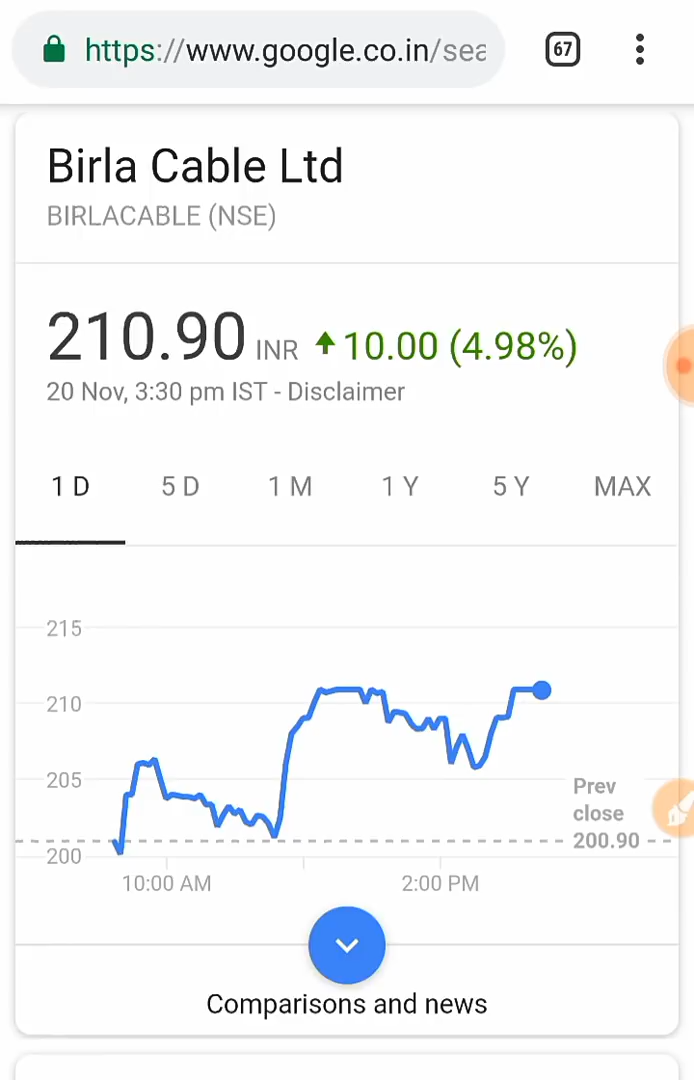 https://www.google.co.in/sea
67
Birla Cable Ltd
BIRLACABLE (NSE)
210.90 INR ↑ 10.00 (4.98%)
20 Nov, 3:30 pm IST - Disclaimer
1 D 5 D 1 M 1 Y 5 Y MAX
215
210
205
200
Prev
close
200.90
10:00 AM 2:00 PM
Comparisons and news